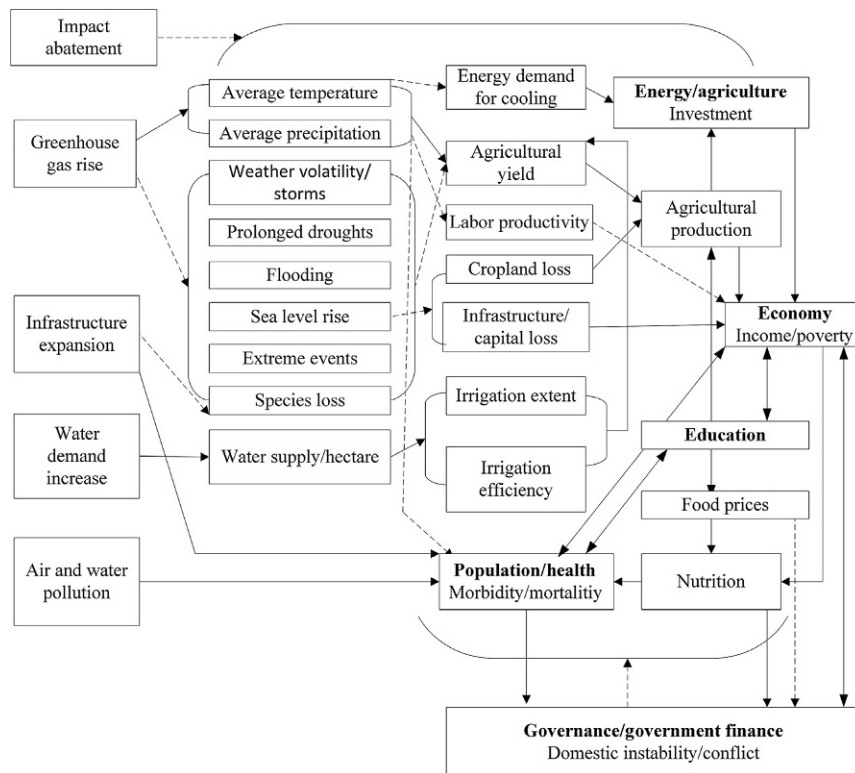 Impact
abatement
Average temperature
Energy demand
for cooling
Energy/agriculture
Investment
Greenhouse
gas rise
Average precipitation
Agricultural
yield
Weather volatility/
storms
Labor productivity
Agricultural
production
Prolonged droughts
Flooding
Cropland loss
Infrastructure
expansion
Sea level rise
Infrastructure/
capital loss
Economy
Income/poverty
Extreme events
Species loss
Irrigation extent
Water
demand
increase
Water supply/hectare
Education
Irrigation
efficiency
Food prices
Air and water
pollution
Population/health
Morbidity/mortalitiy
Nutrition
Governance/government finance
Domestic instability/conflict